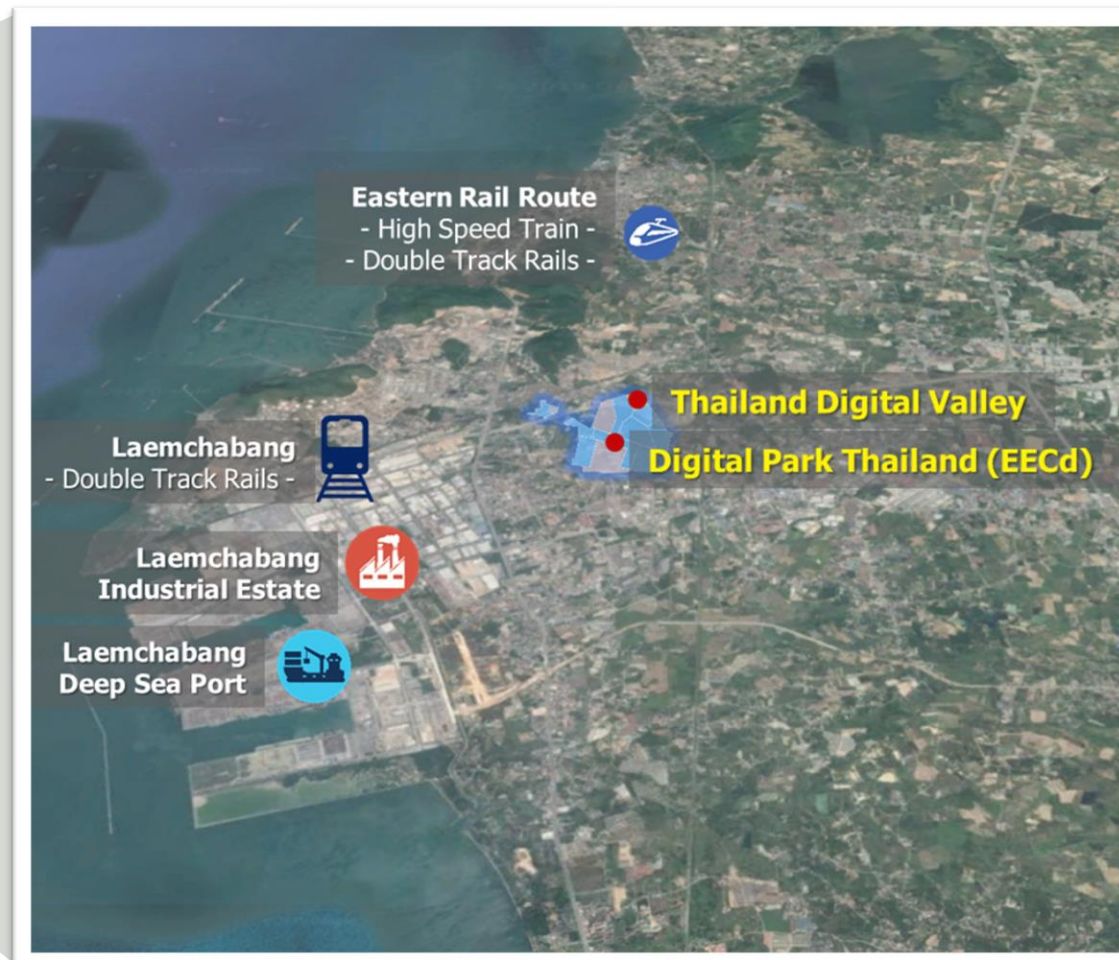 Eastern Rail Route
- High Speed Train -
- Double Track Rails -
Thailand Digital Valley
Digital Park Thailand (EECd)
Laemchabang
- Double Track Rails -
Laemchabang
Industrial Estate
Laemchabang
Deep Sea Port